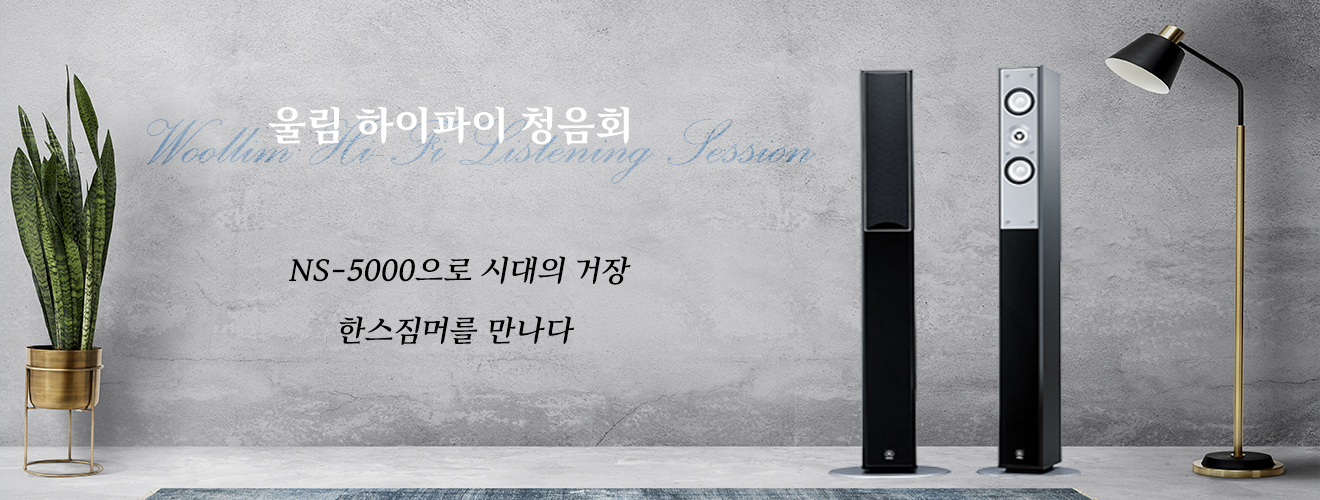 울림 하이파이 청음회
Woollim Hi-Fi Listening Session
NS-5000으로 시대의 거장
한스짐머를 만나다